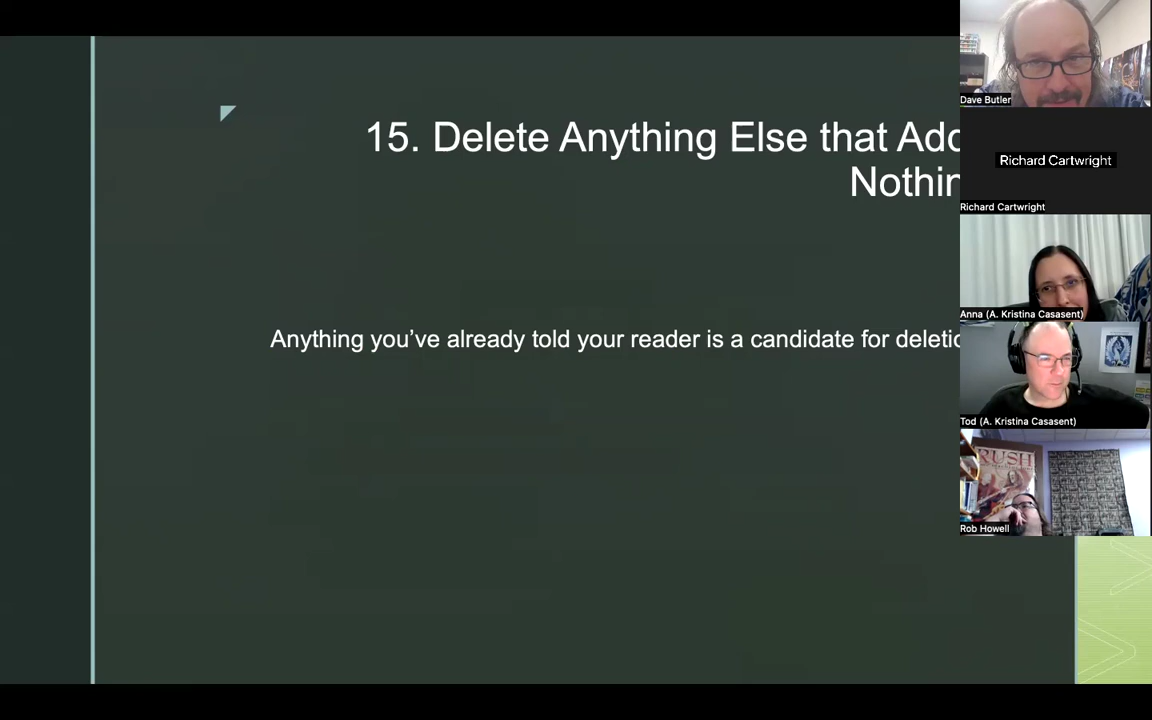 15. Delete Anything Else that Add
Nothin
Anything you've already told your reader is a candidate for deletio
Dave Butler
Richard Cartwright
Richard Cartwright
Anna (A. Kristina Casasent)
Tod (A. Kristina Casasent)
RUSH
Rob Howell